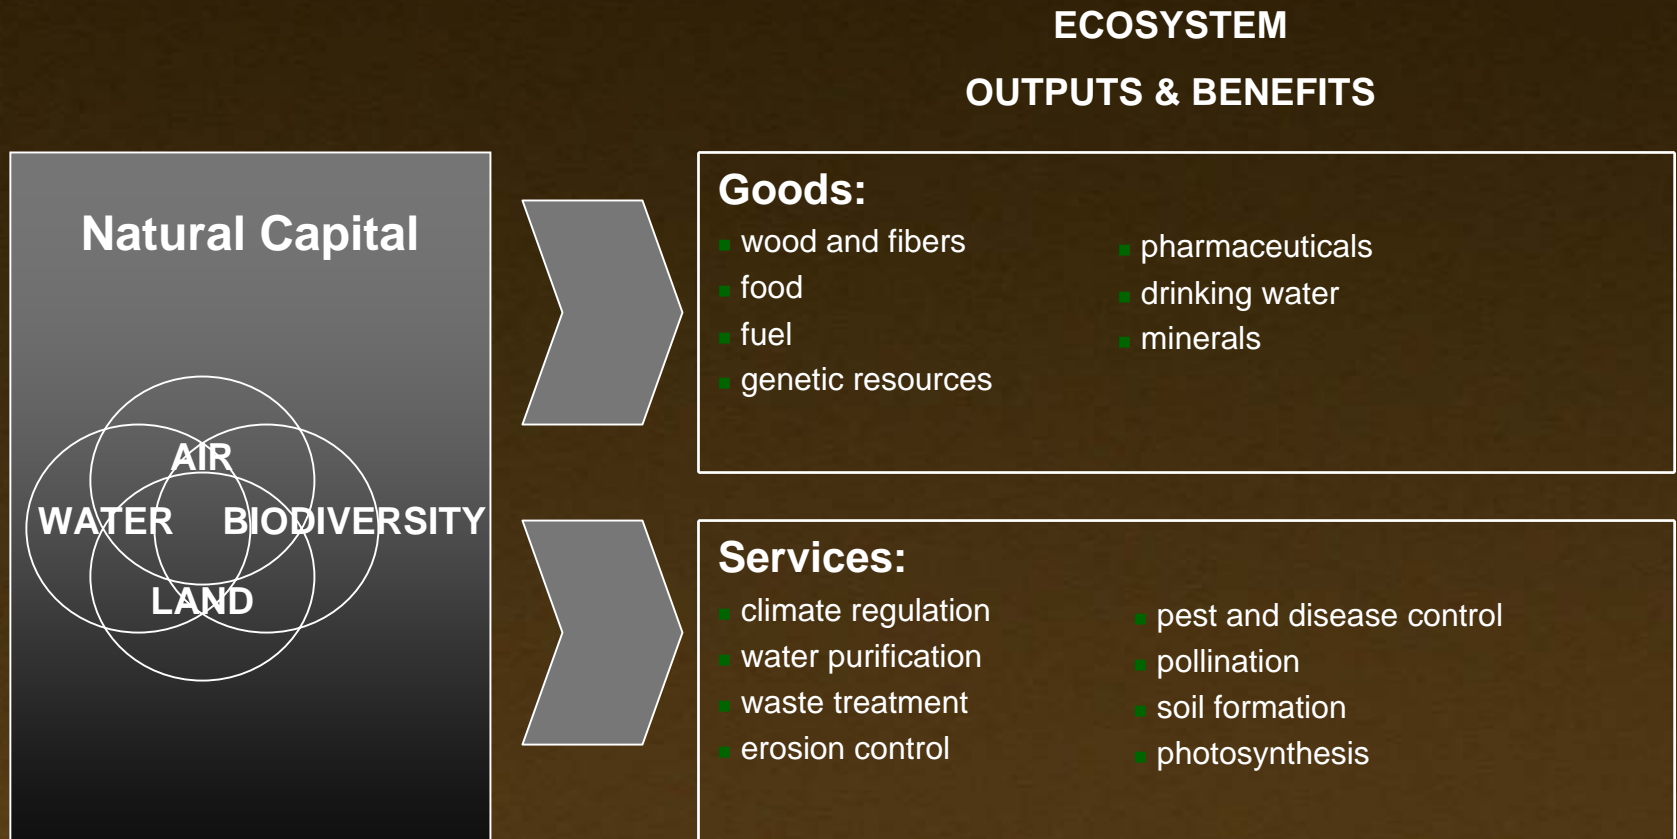 ECOSYSTEM
OUTPUTS & BENEFITS
Natural Capital
AIR
WATER BIODIVERSITY
LAND
Goods:
wood and fibers
food
fuel
genetic resources
pharmaceuticals
drinking water
minerals
Services:
climate regulation
water purification
waste treatment
erosion control
pest and disease control
pollination
soil formation
photosynthesis